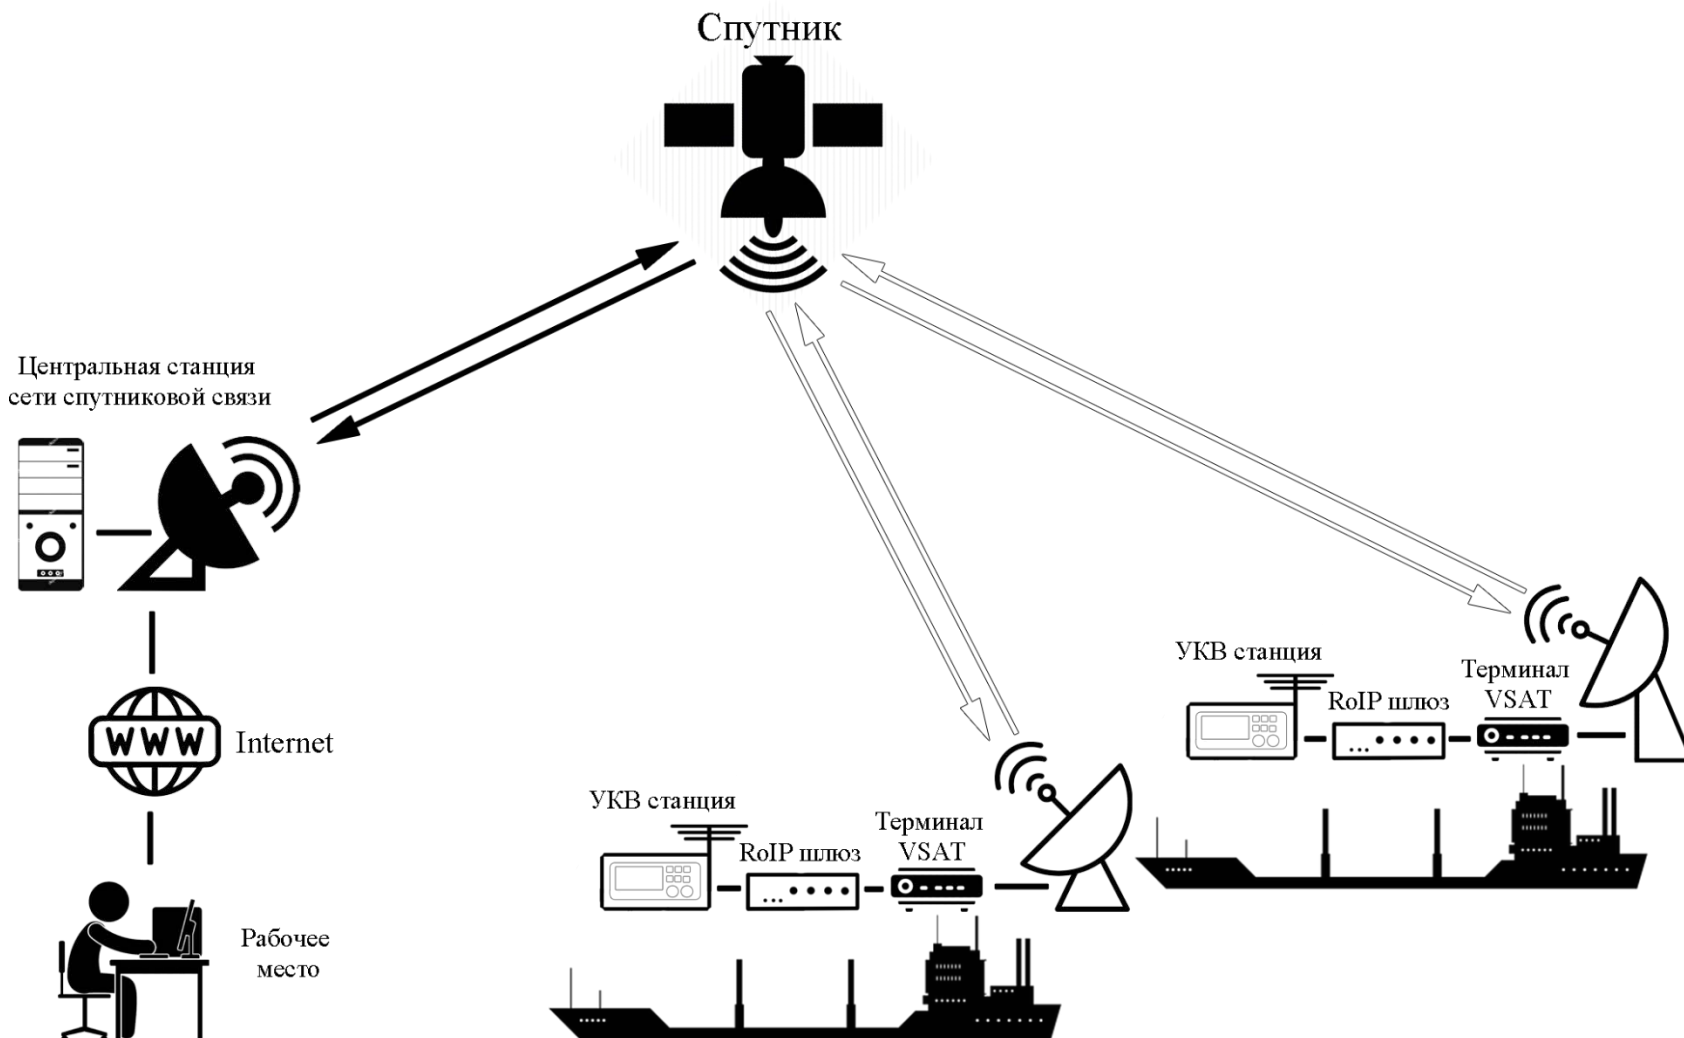 Спутник
Центральная станция
сети спутниковой связи
WWW
Internet
Рабочее
место
УКВ станция
RoIP шлюз
Терминал
VSAT
УКВ станция
RoIP шлюз
Терминал
VSAT